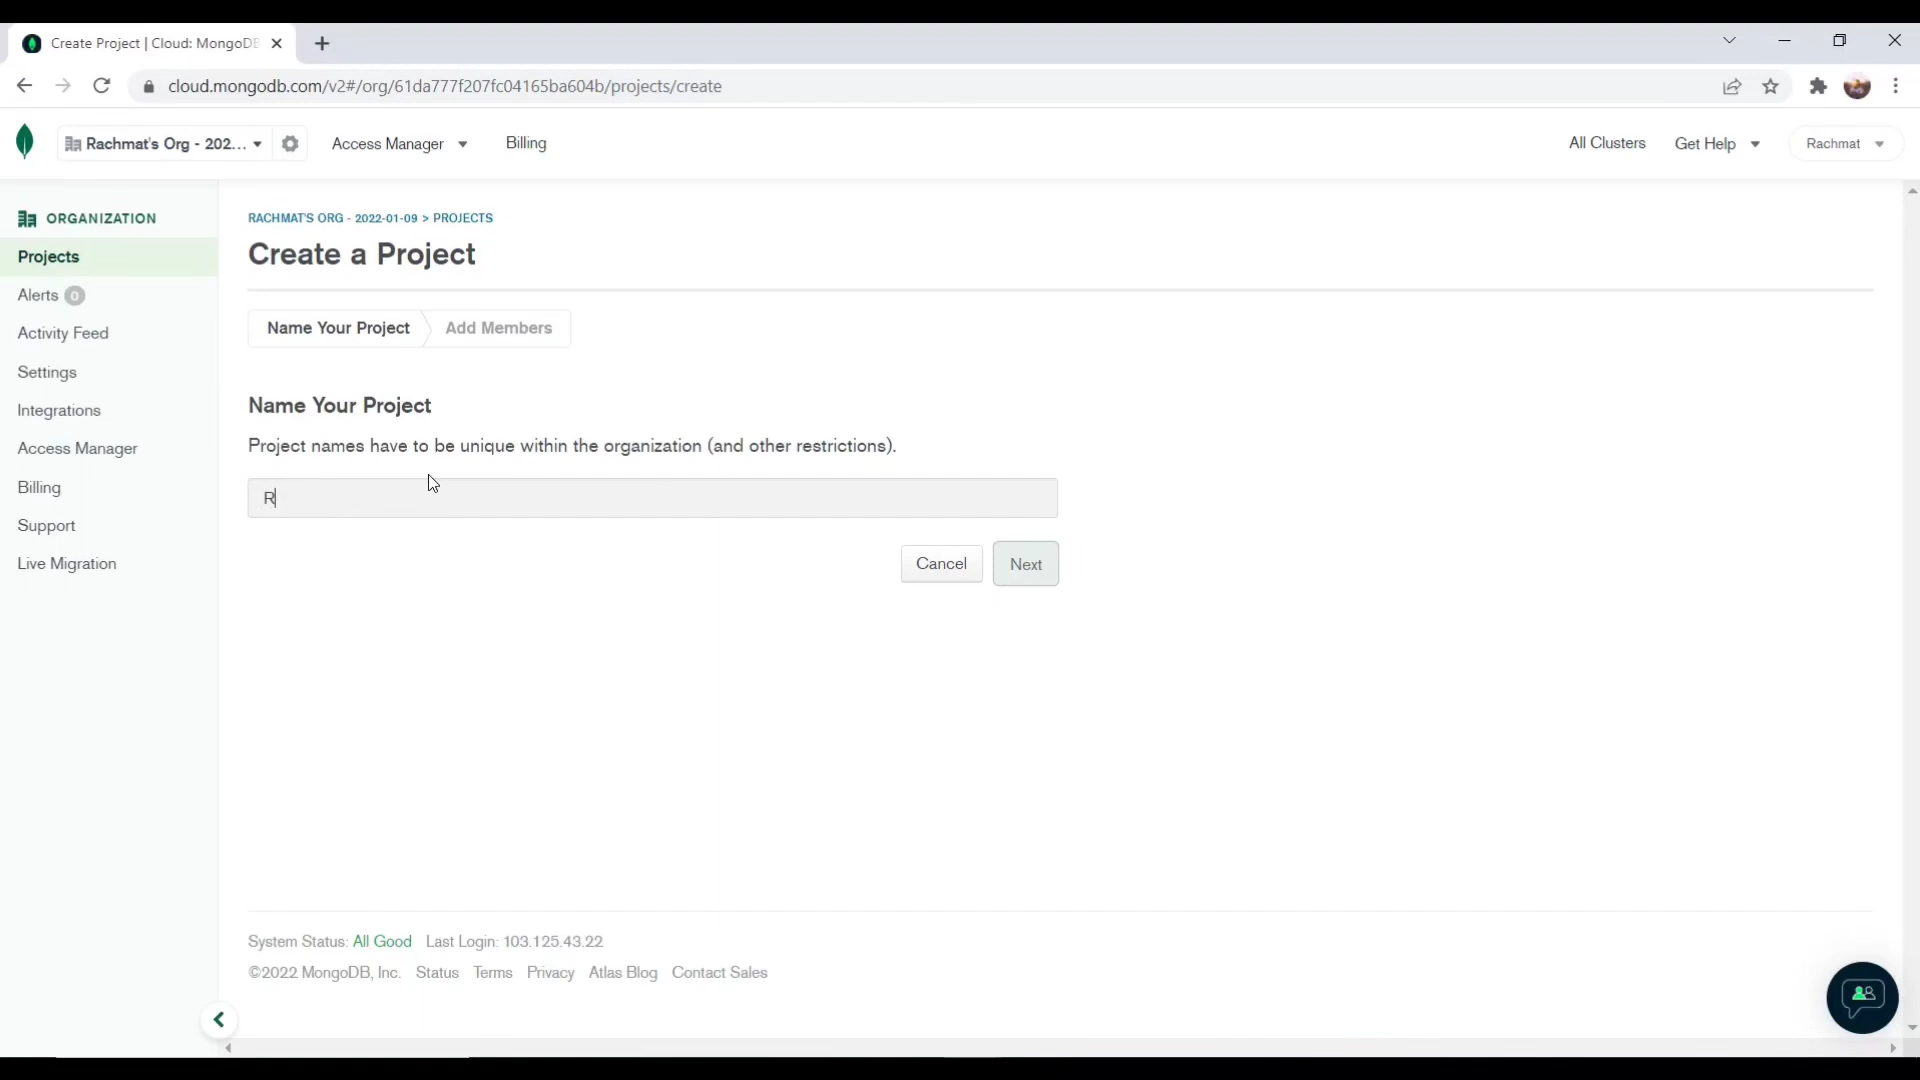 Create Project | Cloud: MongoDB
cloud.mongodb.com/v2#/org/61da777f207fc04165ba604b/projects/create
Rachmat's Org - 202...
Access Manager
Billing
All Clusters
Get Help
Rachmat
ORGANIZATION
Projects
Alerts 0
Activity Feed
Settings
Integrations
Access Manager
Billing
Support
Live Migration
RACHMAT'S ORG - 2022-01-09 > PROJECTS
Create a Project
Name Your Project
Add Members
Name Your Project
Project names have to be unique within the organization (and other restrictions).
R
Cancel
Next
System Status: All Good Last Login: 103.125.43.22
©2022 MongoDB, Inc. Status Terms Privacy Atlas Blog Contact Sales